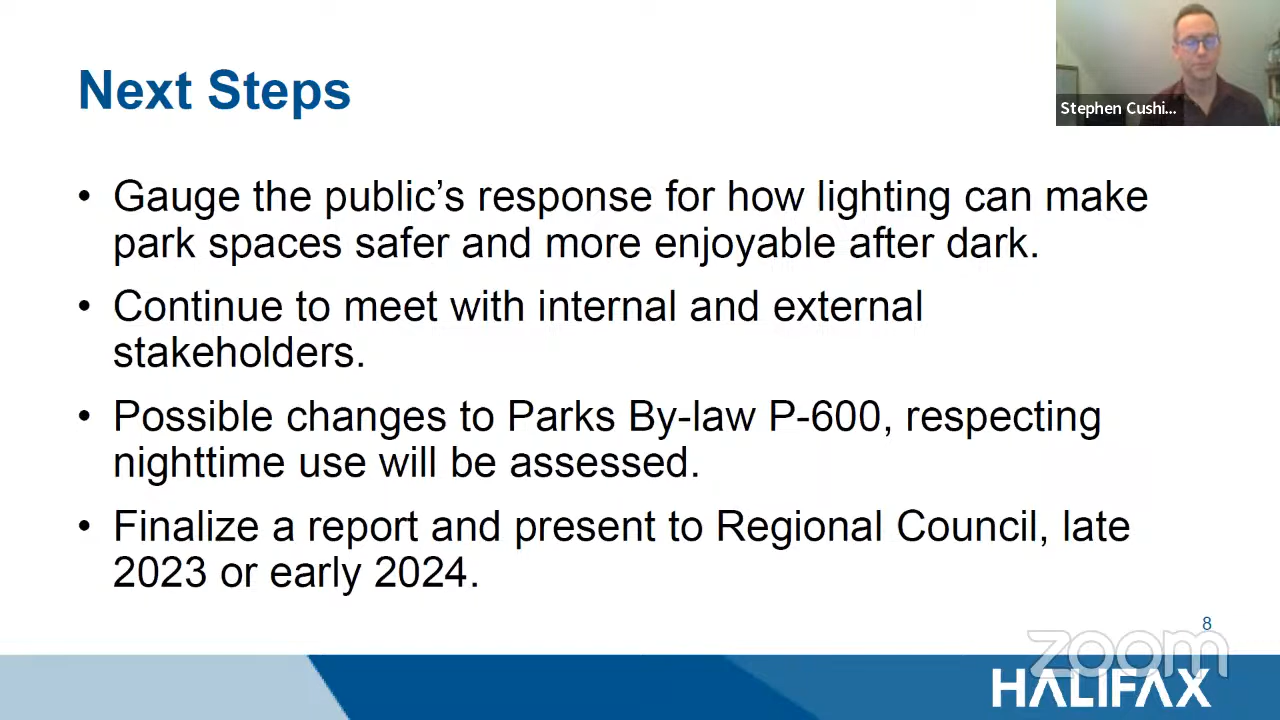 Next Steps
Stephen Cushi...
• Gauge the public’s response for how lighting can make
park spaces safer and more enjoyable after dark.
• Continue to meet with internal and external
stakeholders.
• Possible changes to Parks By-law P-600, respecting
nighttime use will be assessed.
• Finalize a report and present to Regional Council, late
2023 or early 2024.
8
zoom
HALIFAX